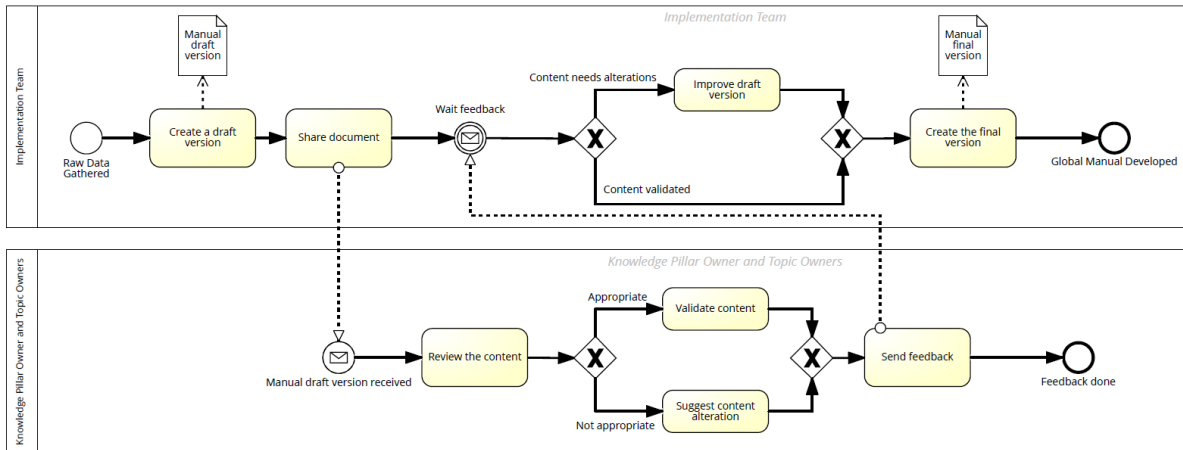 Implementation Team
Implementation Team
Manual
draft
version
Manual
final
version
Content needs alterations
Improve draft
version
Wait feedback
Create a draft
version
Share document
Create the final
version
Raw Data
Gathered
Global Manual Developed
Content validated
Knowledge Pillar Owner and Topic Owners
Knowledge Pillar Owner and Topic Owners
Appropriate
Validate content
Review the content
Send feedback
Manual draft version received
Feedback done
Suggest content
alteration
Not appropriate